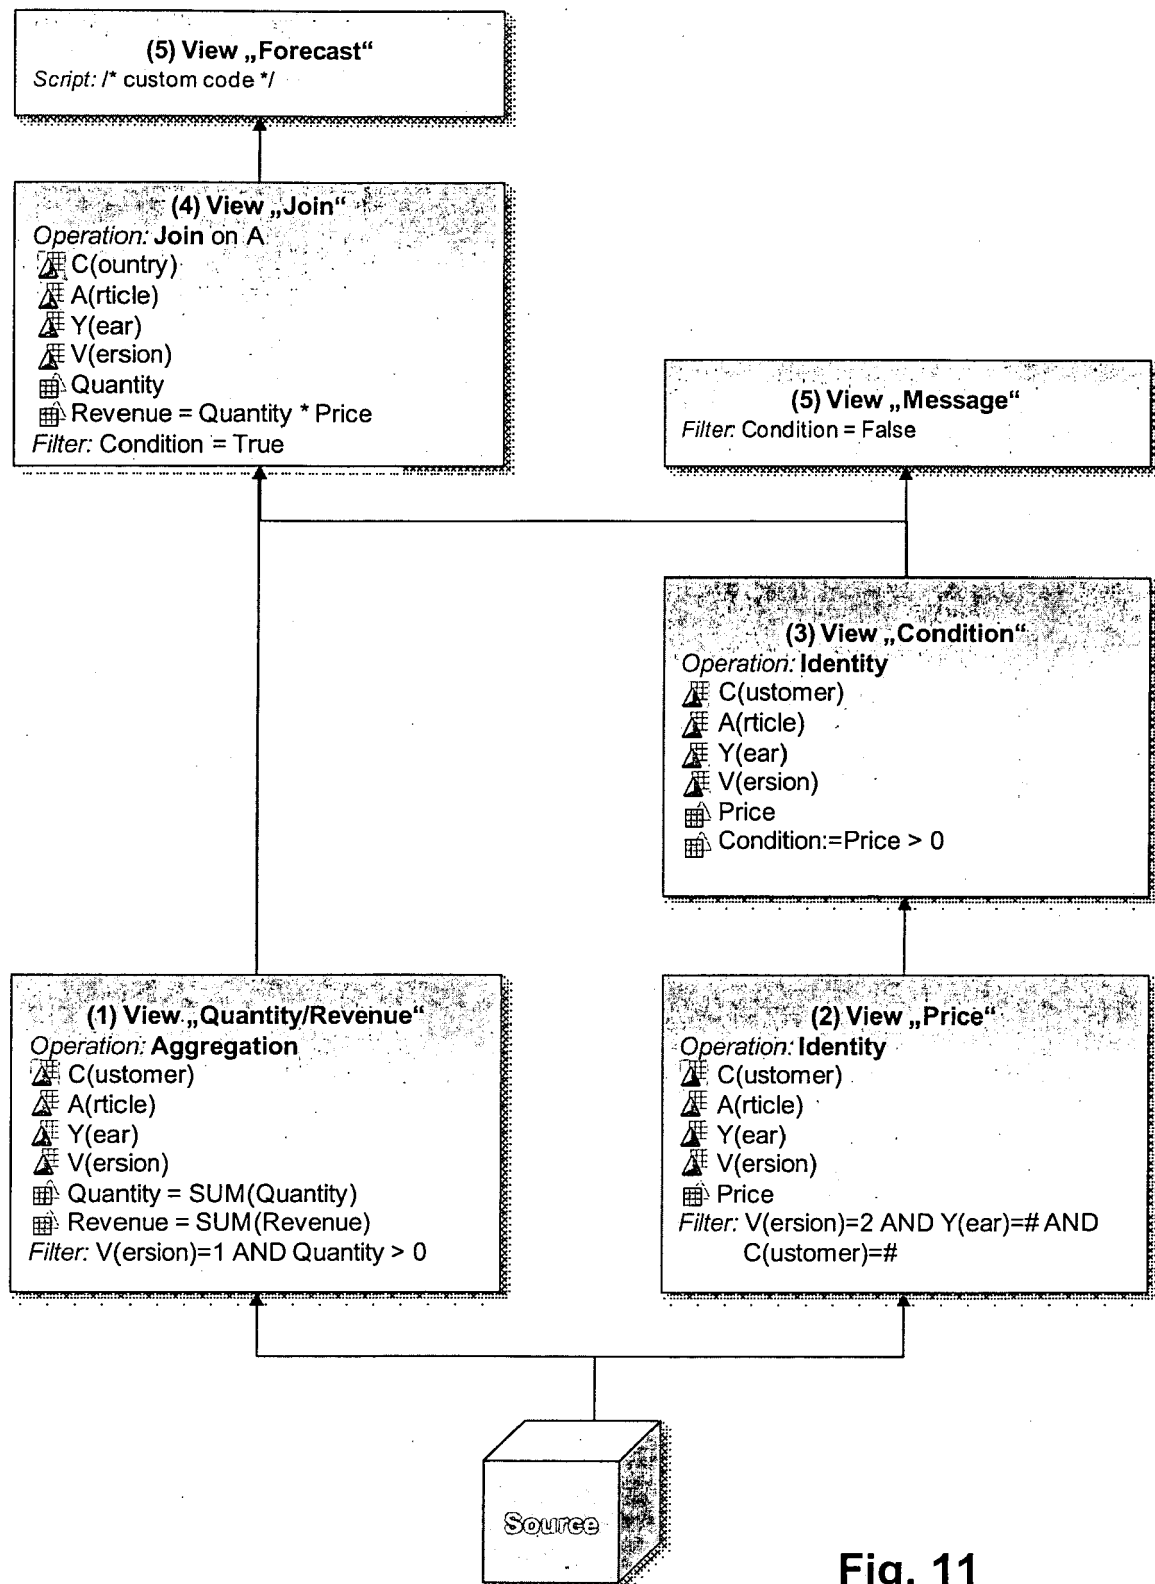 (5) View „Forecast“
Script: /* custom code */
(4) View „Join“
Operation: Join on A
C(ountry)
A(rticle)
Y(ear)
V(ersion)
Quantity
Revenue = Quantity * Price
Filter: Condition = True
(5) View „Message“
Filter: Condition = False
(3) View „Condition“
Operation: Identity
C(ustomer)
A(rticle)
Y(ear)
V(ersion)
Price
Condition:=Price > 0
(1) View „Quantity/Revenue“
Operation: Aggregation
C(ustomer)
A(rticle)
Y(ear)
V(ersion)
Quantity = SUM(Quantity)
Revenue = SUM(Revenue)
Filter: V(ersion)=1 AND Quantity > 0
(2) View „Price“
Operation: Identity
C(ustomer)
A(rticle)
Y(ear)
V(ersion)
Price
Filter: V(ersion)=2 AND Y(ear)=# AND
C(ustomer)=#
Source
Fig. 11